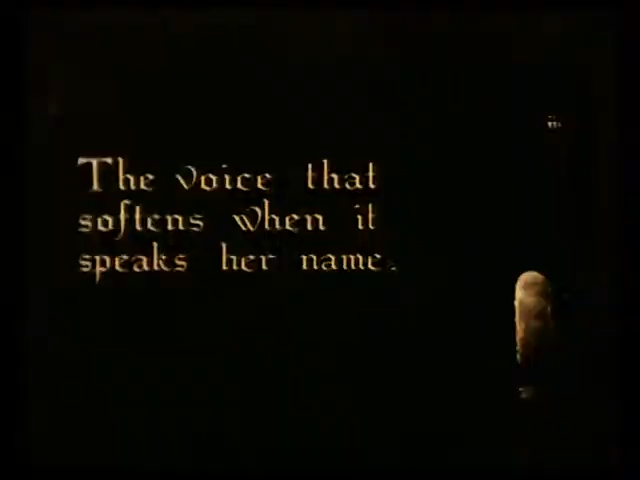 The voice that
softens when it
speaks her name.